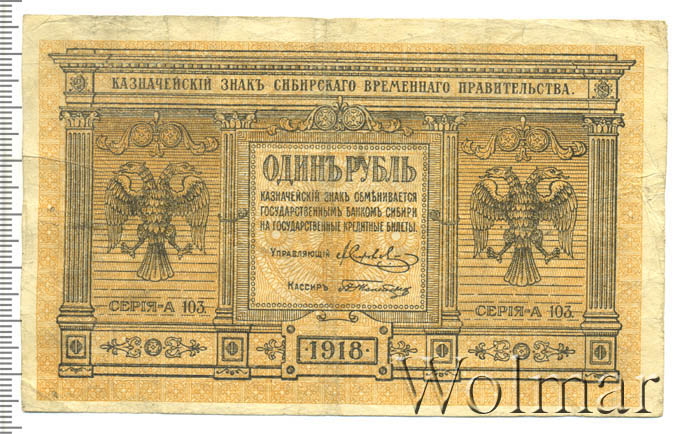 КАЗНАЧЕЙСКІЙ ЗНАКЪ СИБИРСКАГО ВРЕМЕННАГО ПРАВИТЕЛЬСТВА.
ОДИНЪ РУБЛЬ
КАЗНАЧЕЙСКІЙ ЗНАКЪ ОБМѢНИВАЕТСЯ
ГОСУДАРСТВЕННЫМЪ БАНКОМЪ СИБИРИ
НА ГОСУДАРСТВЕННЫЕ КРЕДИТНЫЕ БИЛЕТЫ.
УПРАВЛЯЮЩІЙ
КАССИРЪ
СЕРІЯ-А 103.
СЕРІЯ-А 103.
1918
Wolmar